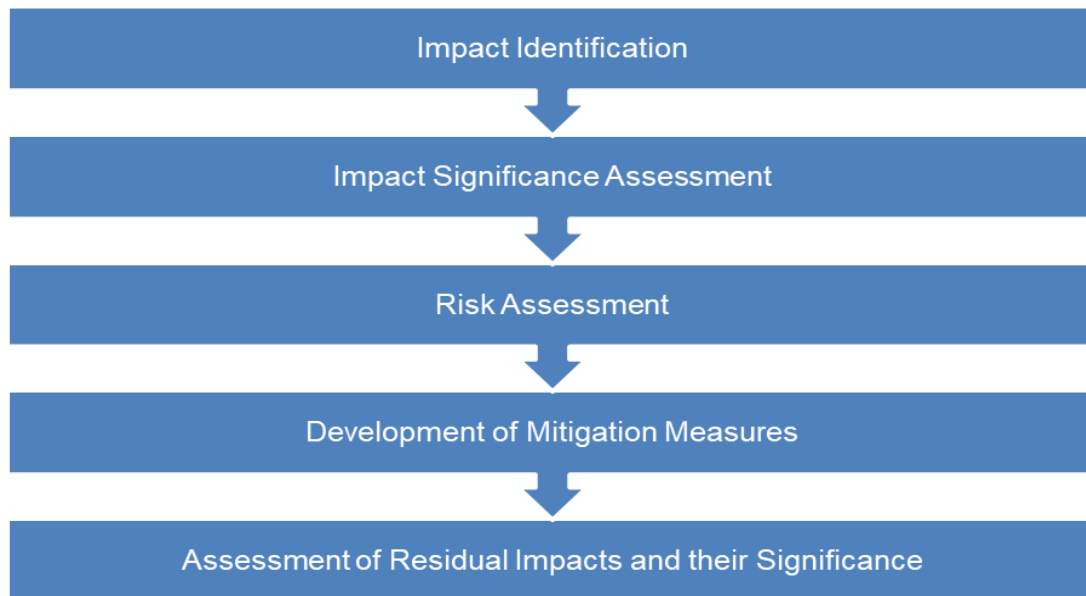 Impact Identification
Impact Significance Assessment
Risk Assessment
Development of Mitigation Measures
Assessment of Residual Impacts and their Significance